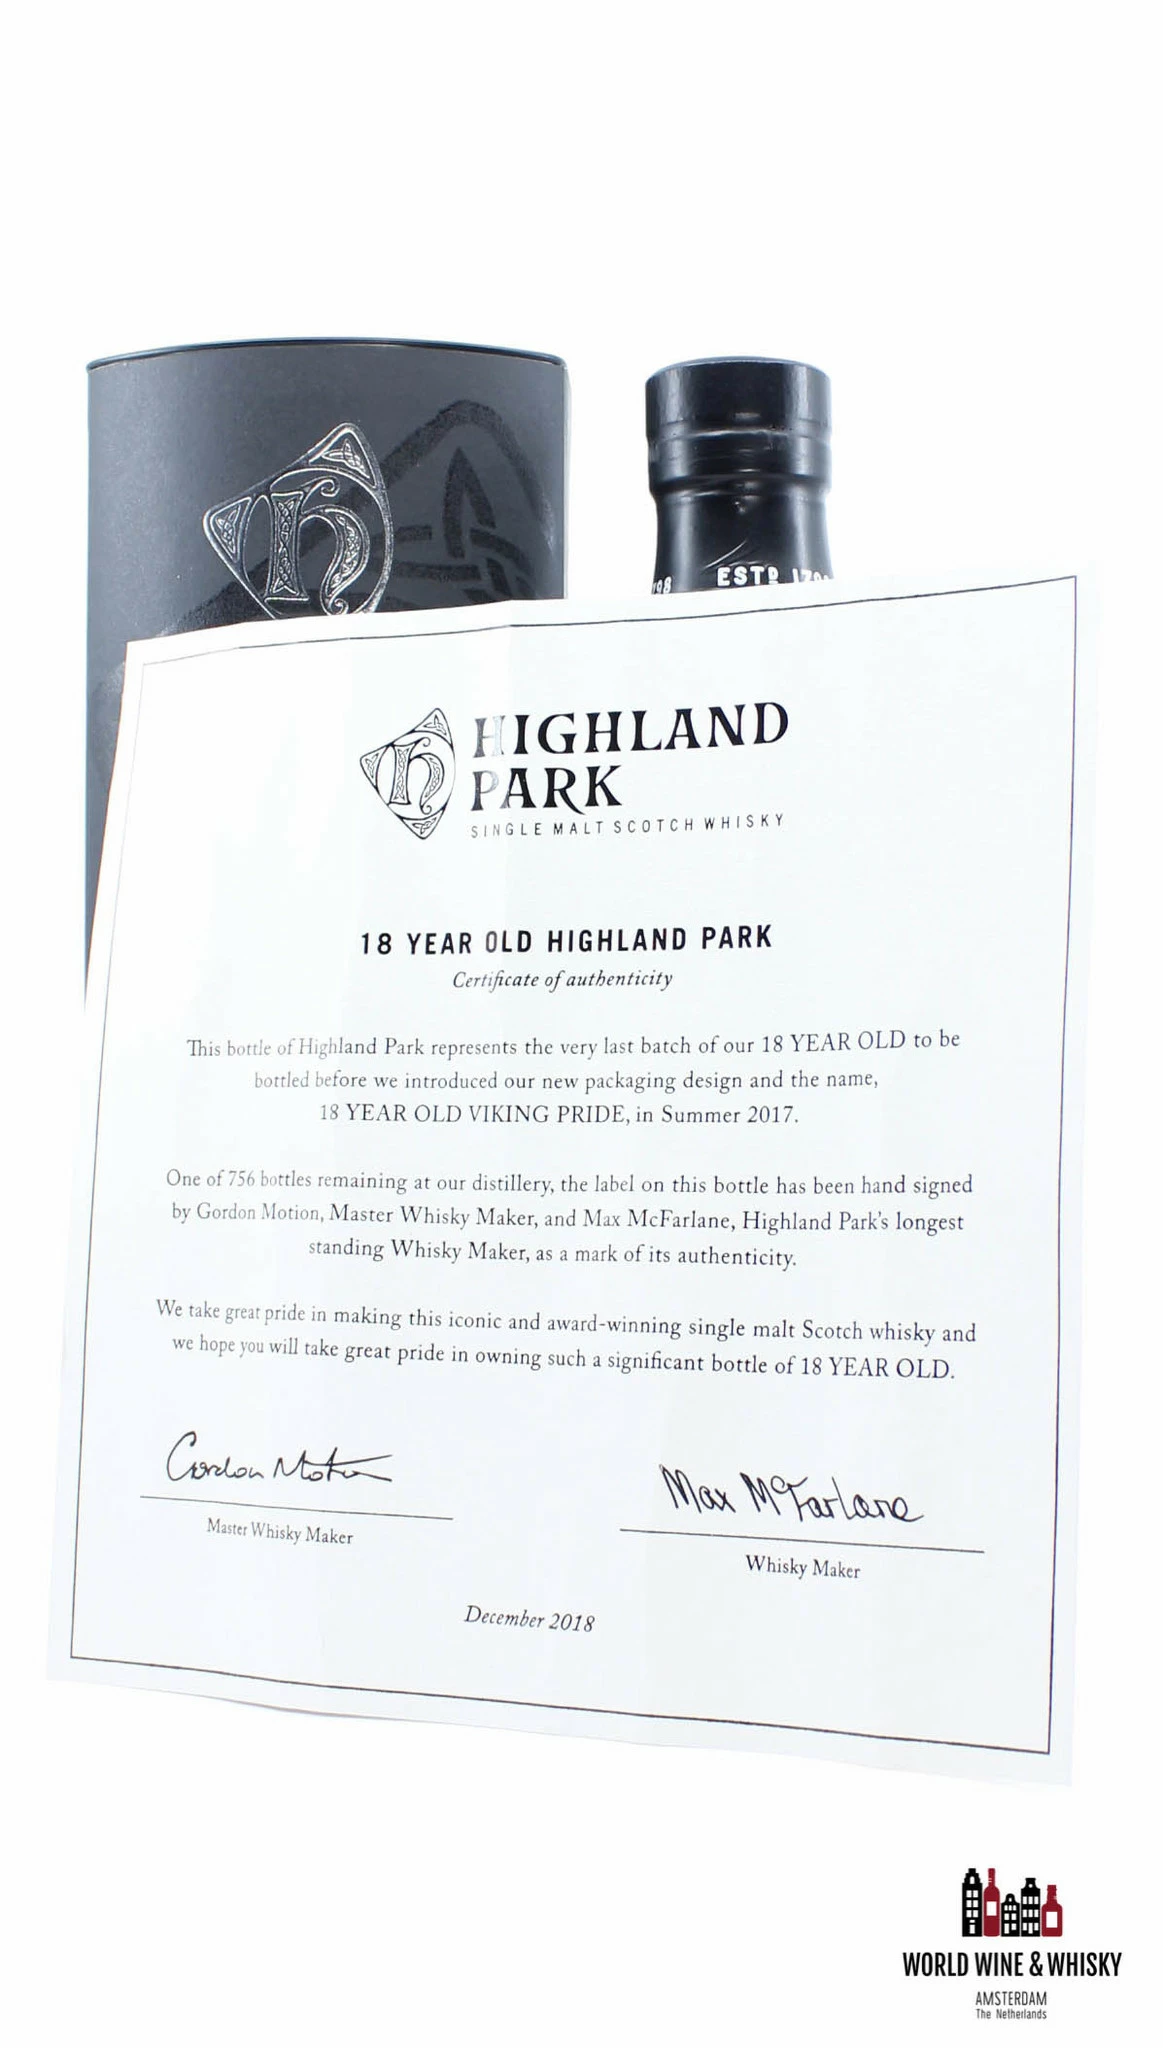 ESTD
HIGHLAND
PARK
SINGLE MALT SCOTCH WHISKY
18 YEAR OLD HIGHLAND PARK
Certificate of authenticity
This bottle of Highland Park represents the very last batch of our 18 YEAR OLD to be
bottled before we introduced our new packaging design and the name,
18 YEAR OLD VIKING PRIDE, in Summer 2017.
One of 756 bottles remaining at our distillery, the label on this bottle has been hand signed
by Gordon Motion, Master Whisky Maker, and Max McFarlane, Highland Park's longest
standing Whisky Maker, as a mark of its authenticity.
We take great pride in making this iconic and award-winning single malt Scotch whisky and
we hope you will take great pride in owning such a significant bottle of 18 YEAR OLD.
Gordon Motion
Master Whisky Maker
Max McFarlane
Whisky Maker
December 2018
WORLD WINE & WHISKY
AMSTERDAM
The Netherlands